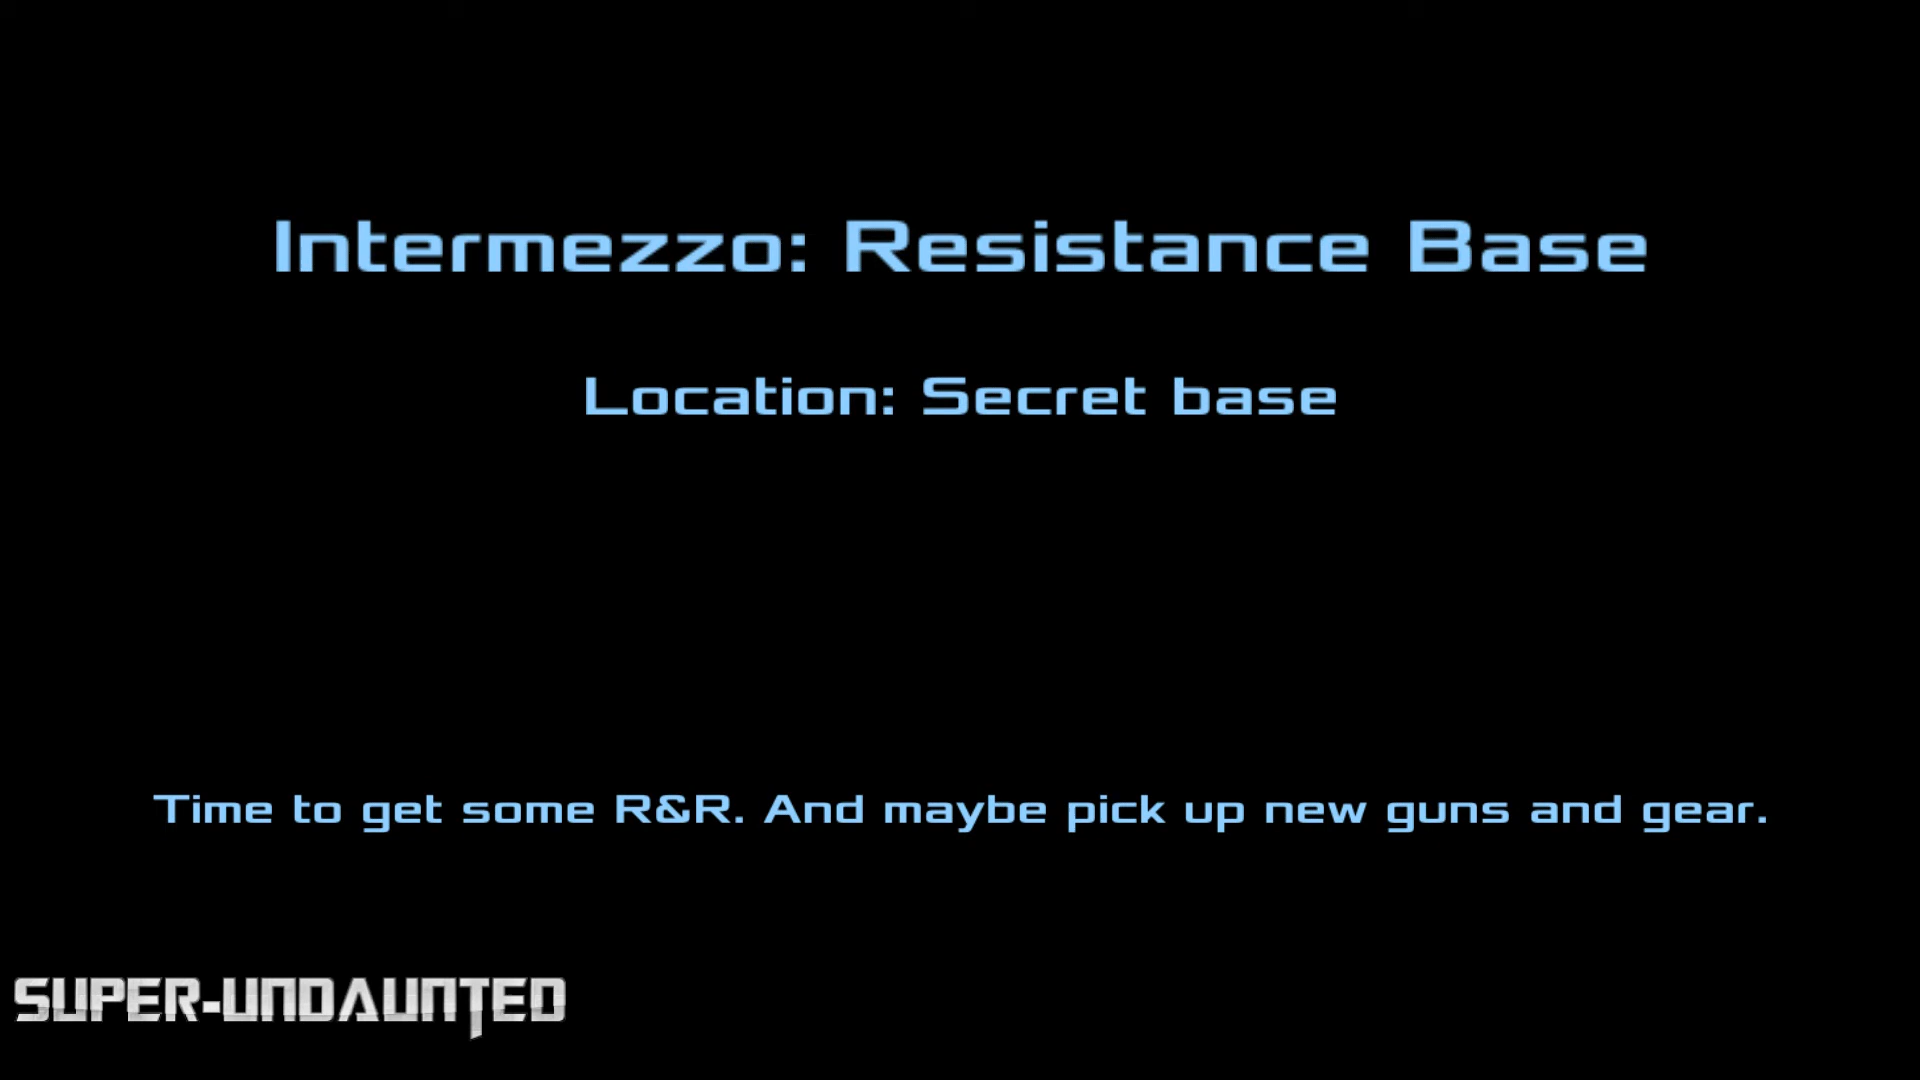 Intermezzo: Resistance Base
Location: Secret base
Time to get some R&R. And maybe pick up new guns and gear.
SUPER-UNDAUNTED